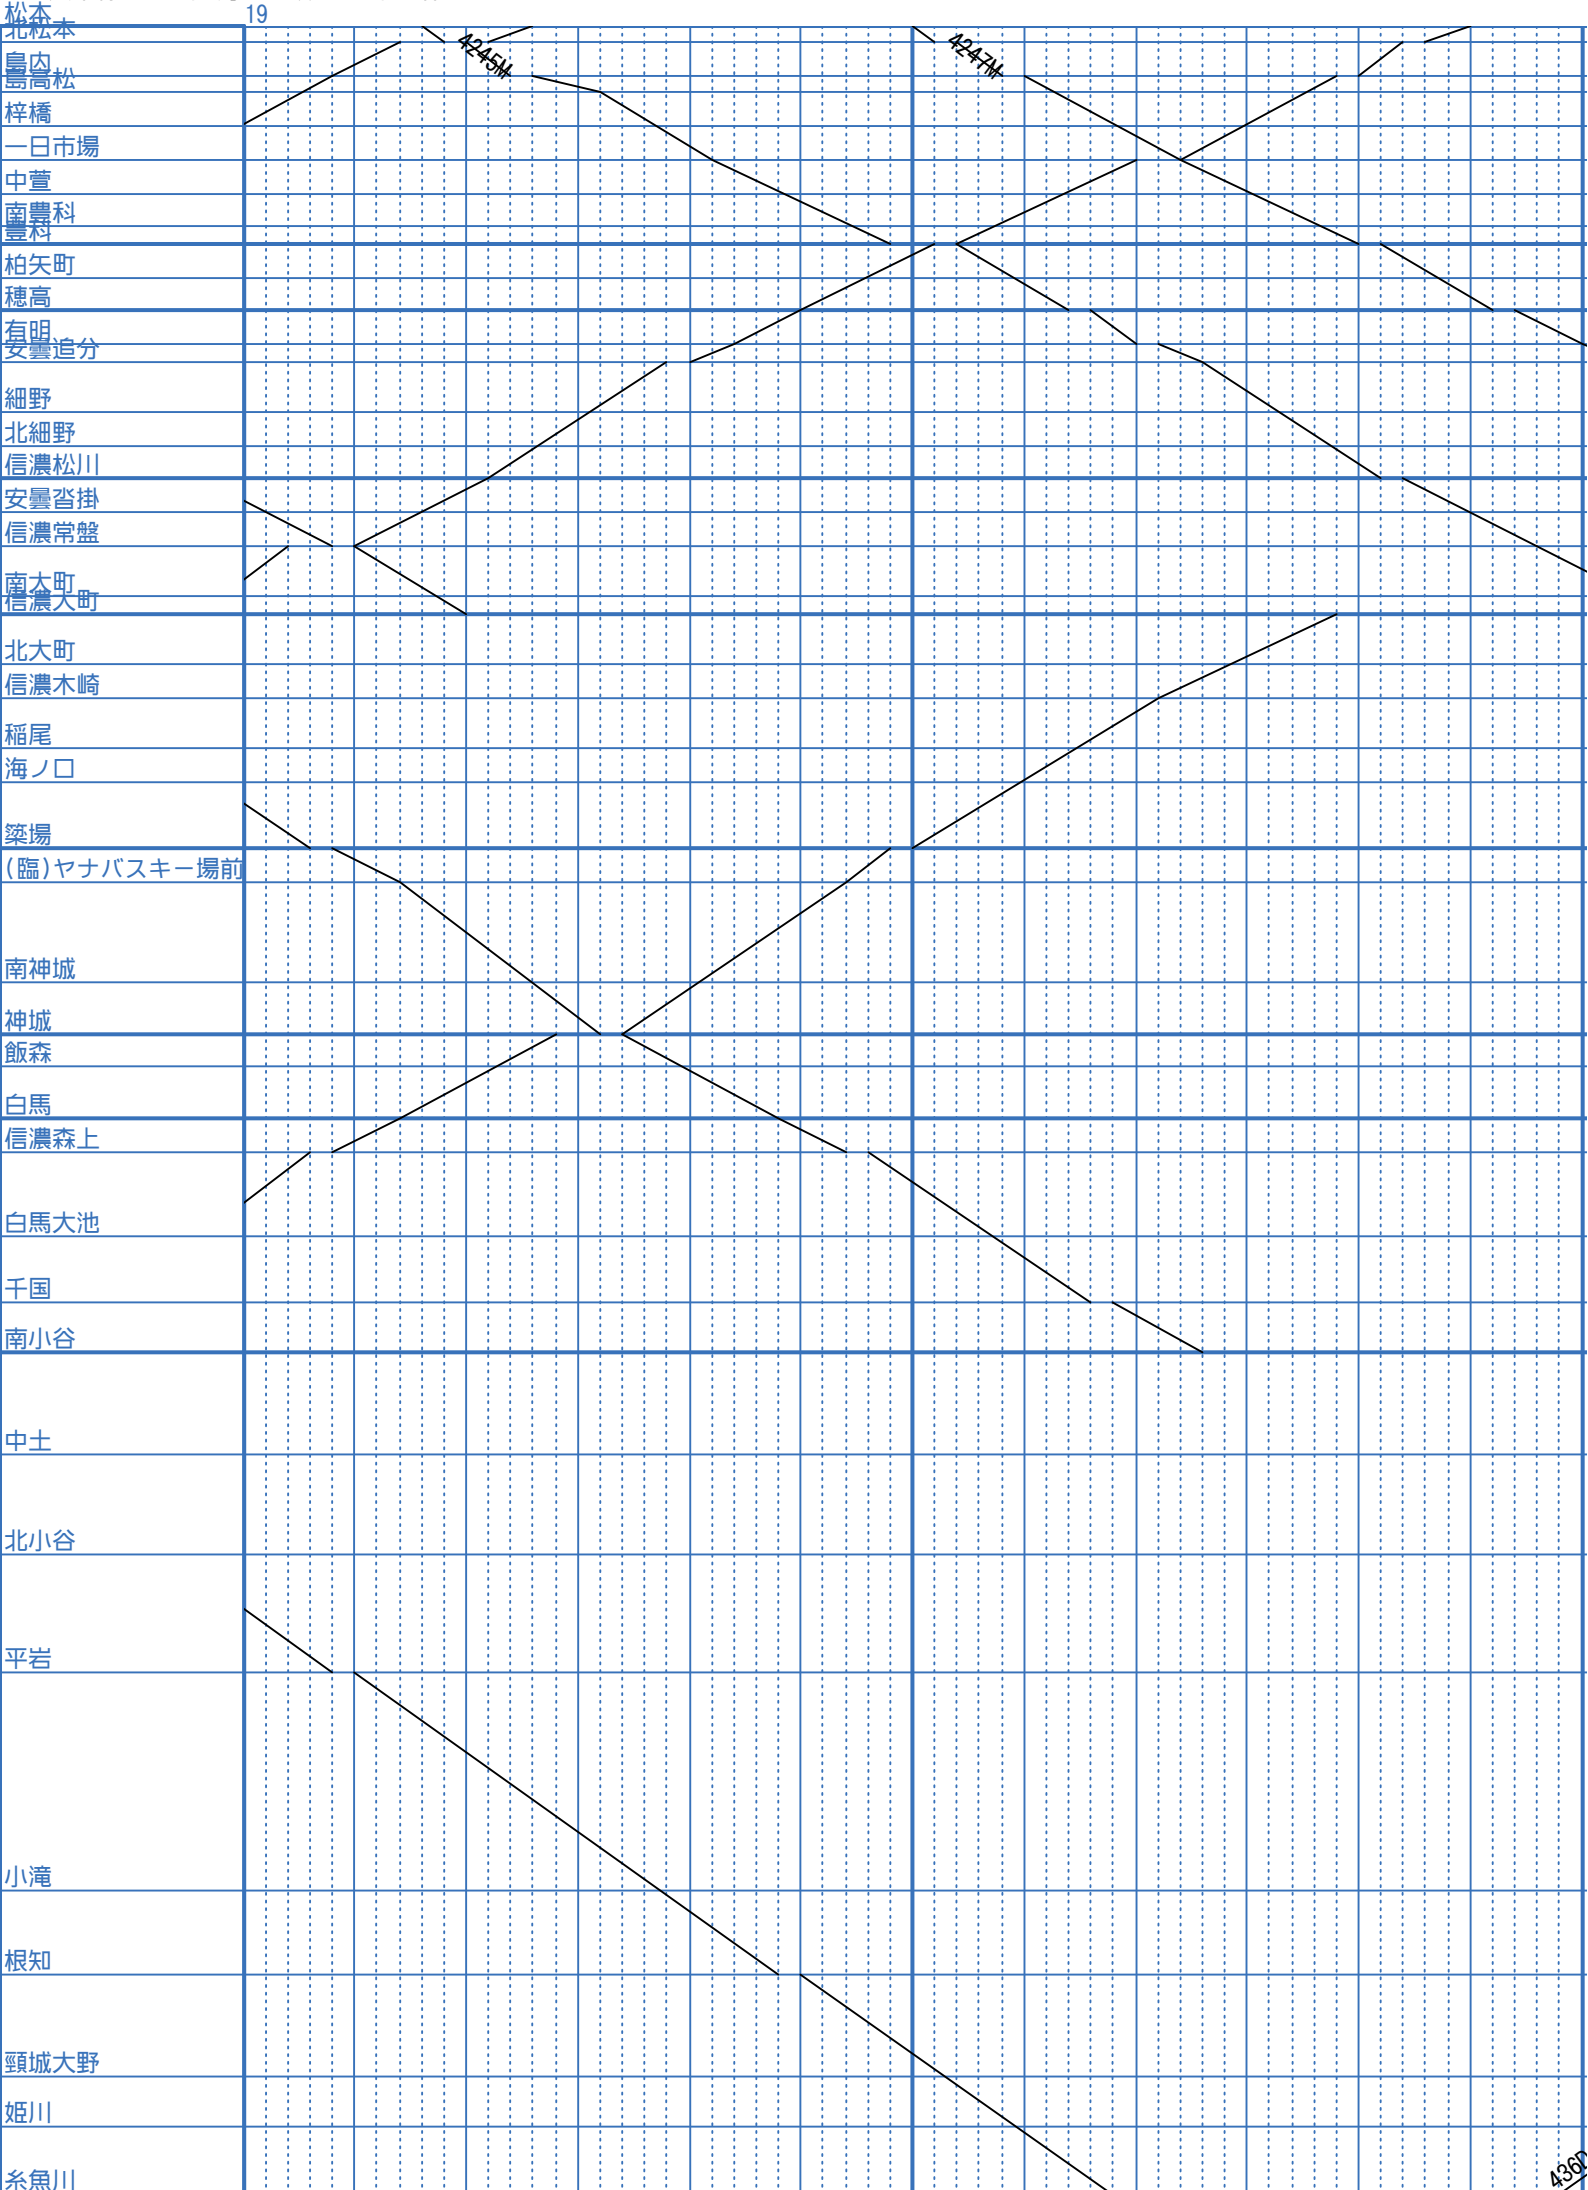 松本
19
北松本
4245M
4247M
島内
島高松
梓橋
一日市場
中萱
南豊科
豊科
柏矢町
穂高
有明
安曇追分
細野
北細野
信濃松川
安曇沓掛
信濃常盤
南大町
信濃大町
北大町
信濃木崎
稲尾
海ノ口
簗場
(臨)ヤナバスキー場前
南神城
神城
飯森
白馬
信濃森上
白馬大池
千国
南小谷
中土
北小谷
平岩
小滝
根知
頸城大野
姫川
糸魚川
436D